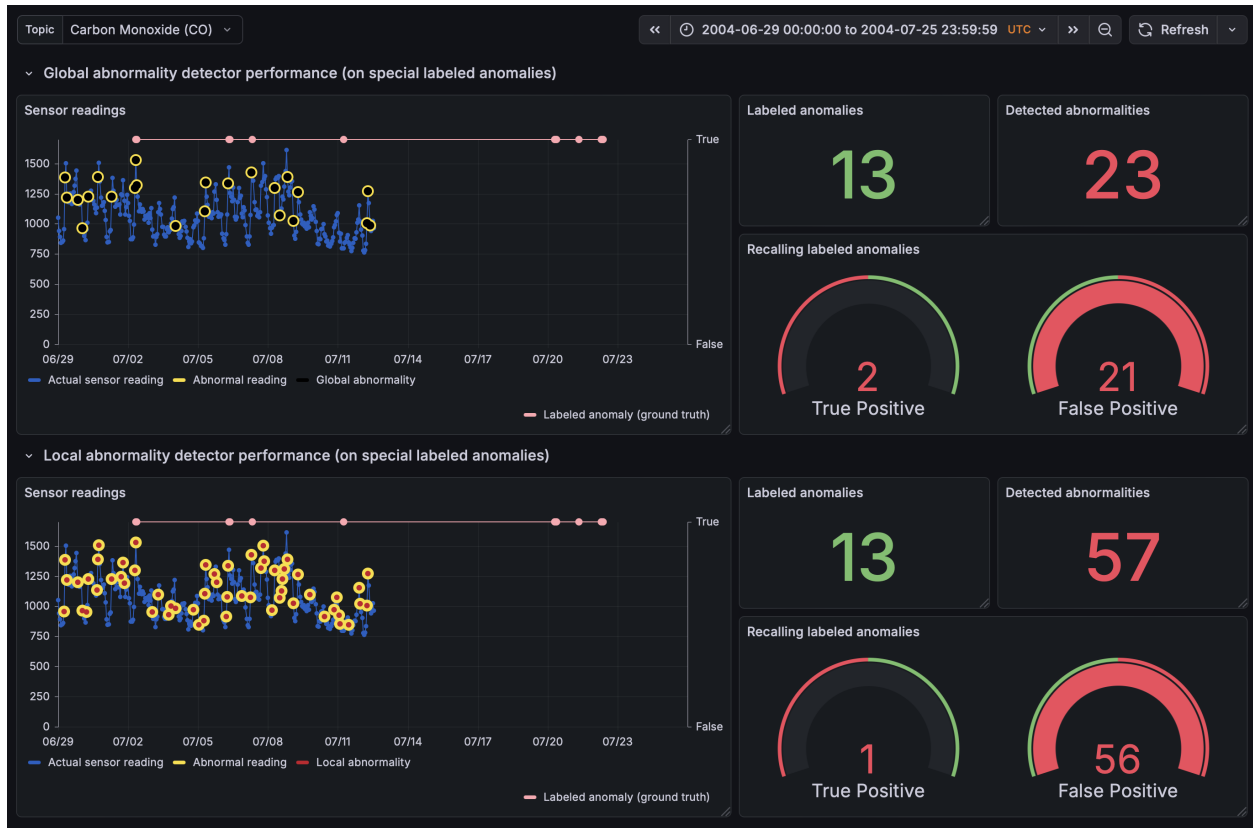 Topic Carbon Monoxide (CO) 2004-06-29 00:00:00 to 2004-07-25 23:59:59 UTC Refresh
Global abnormality detector performance (on special labeled anomalies)
Sensor readings
True
1500
1250
1000
750
500
250
0
False
06/29 07/02 07/05 07/08 07/11 07/14 07/17 07/20 07/23
Actual sensor reading Abnormal reading Global abnormality
Labeled anomaly (ground truth)
Labeled anomalies
13
Detected abnormalities
23
Recalling labeled anomalies
2
True Positive
21
False Positive
Local abnormality detector performance (on special labeled anomalies)
Sensor readings
True
1500
1250
1000
750
500
250
0
False
06/29 07/02 07/05 07/08 07/11 07/14 07/17 07/20 07/23
Actual sensor reading Abnormal reading Local abnormality
Labeled anomaly (ground truth)
Labeled anomalies
13
Detected abnormalities
57
Recalling labeled anomalies
1
True Positive
56
False Positive